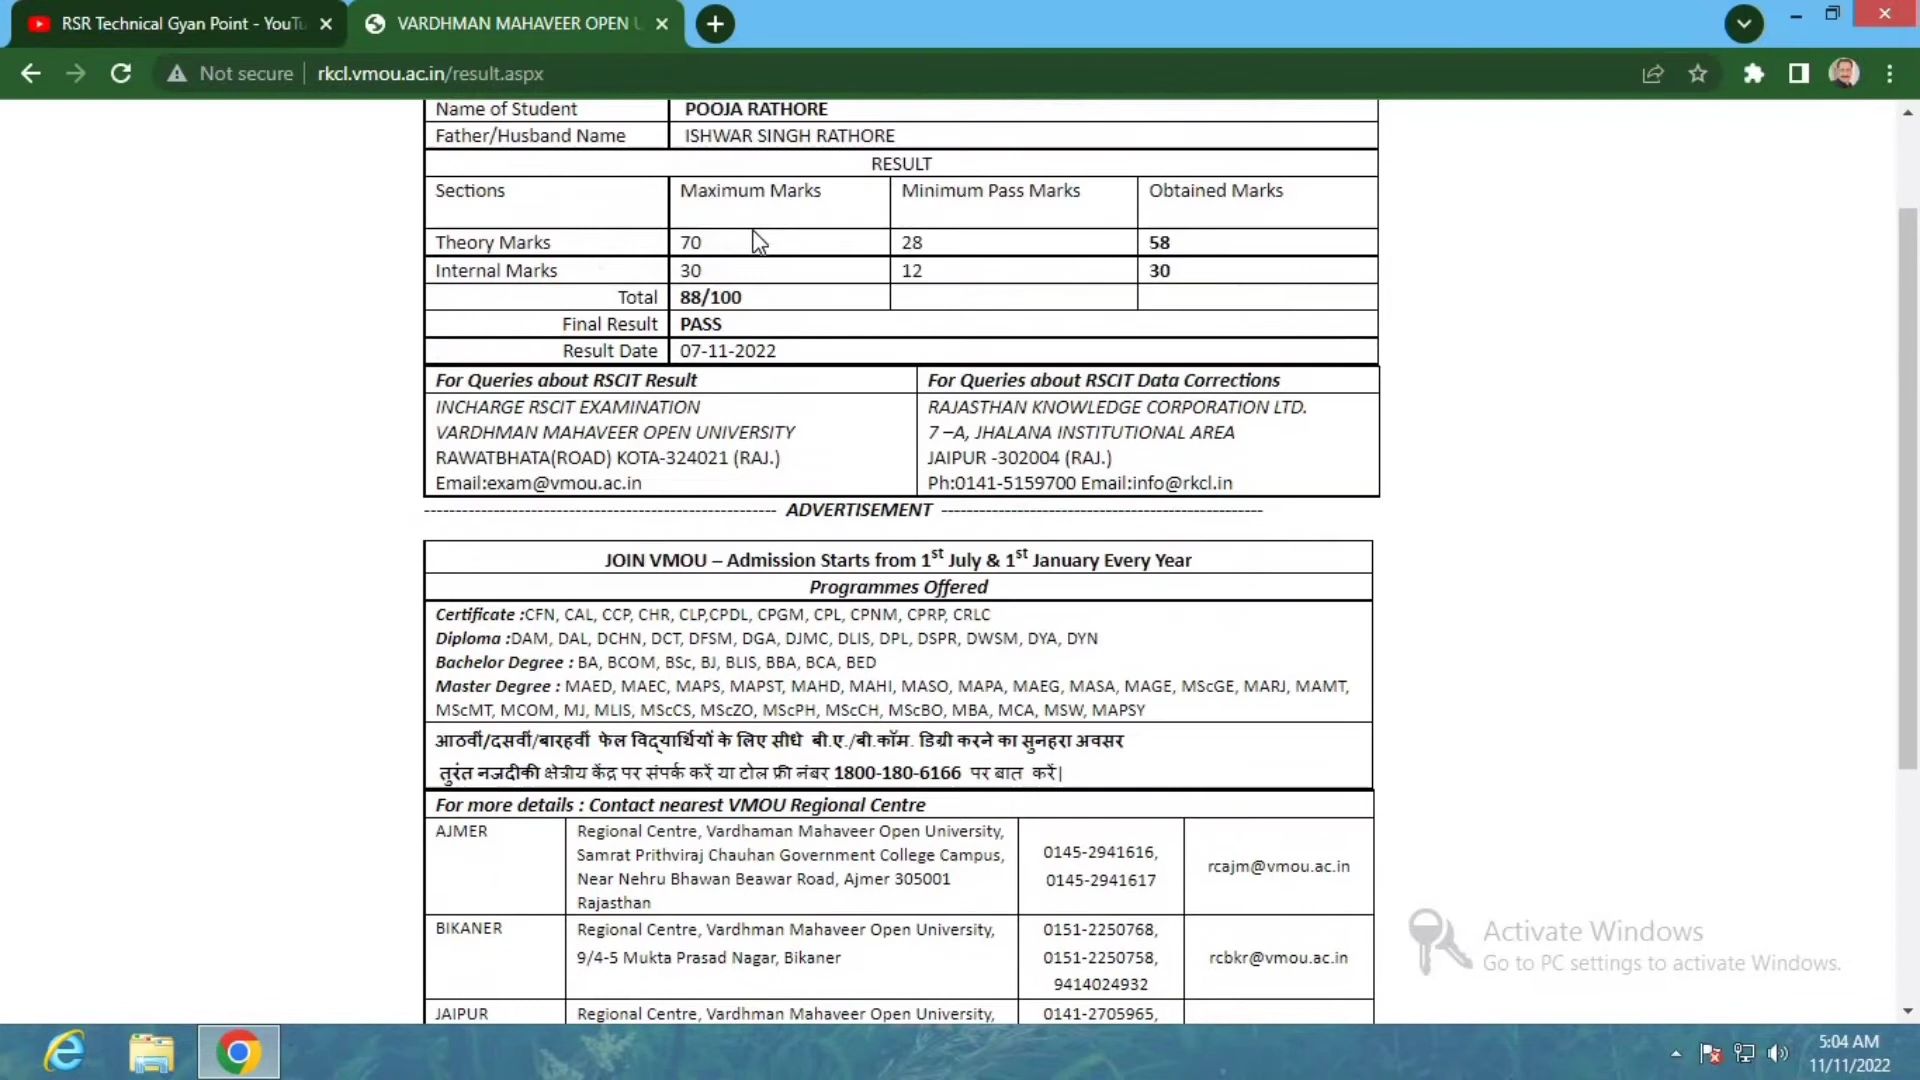 RSR Technical Gyan Point - YouTu
VARDHMAN MAHAVEER OPEN U
Not secure
rkcl.vmou.ac.in/result.aspx
Name of Student POOJA RATHORE
Father/Husband Name ISHWAR SINGH RATHORE
RESULT
Sections Maximum Marks Minimum Pass Marks Obtained Marks
Theory Marks 70 28 58
Internal Marks 30 12 30
Total 88/100
Final Result PASS
Result Date 07-11-2022
For Queries about RSCIT Result For Queries about RSCIT Data Corrections
INCHARGE RSCIT EXAMINATION RAJASTHAN KNOWLEDGE CORPORATION LTD.
VARDHMAN MAHAVEER OPEN UNIVERSITY 7 –A, JHALANA INSTITUTIONAL AREA
RAWATBHATA(ROAD) KOTA-324021 (RAJ.) JAIPUR -302004 (RAJ.)
Email:exam@vmou.ac.in Ph:0141-5159700 Email:info@rkcl.in
ADVERTISEMENT
JOIN VMOU – Admission Starts from 1st July & 1st January Every Year
Programmes Offered
Certificate :CFN, CAL, CCP, CHR, CLP,CPDL, CPGM, CPL, CPNM, CPRP, CRLC
Diploma :DAM, DAL, DCHN, DCT, DFSM, DGA, DJMC, DLIS, DPL, DSPR, DWSM, DYA, DYN
Bachelor Degree : BA, BCOM, BSc, BJ, BLIS, BBA, BCA, BED
Master Degree : MAED, MAEC, MAPS, MAPST, MAHD, MAHI, MASO, MAPA, MAEG, MASA, MAGE, MScGE, MARJ, MAMT,
MScMT, MCOM, MJ, MLIS, MScCS, MScZO, MScPH, MScCH, MScBO, MBA, MCA, MSW, MAPSY
आठवीं/दसवीं/बारहवीं फेल विद्यार्थियों के लिए सीधे बी.ए./बी.कॉम. डिग्री करने का सुनहरा अवसर
तुरंत नजदीकी क्षेत्रीय केंद्र पर संपर्क करें या टोल फ्री नंबर 1800-180-6166 पर बात करें|
For more details : Contact nearest VMOU Regional Centre
AJMER Regional Centre, Vardhaman Mahaveer Open University,
Samrat Prithviraj Chauhan Government College Campus,
Near Nehru Bhawan Beawar Road, Ajmer 305001
Rajasthan
0145-2941616,
0145-2941617
rcajm@vmou.ac.in
BIKANER Regional Centre, Vardhman Mahaveer Open University,
9/4-5 Mukta Prasad Nagar, Bikaner
0151-2250768,
0151-2250758,
9414024932
rcbkr@vmou.ac.in
JAIPUR Regional Centre, Vardhman Mahaveer Open University, 0141-2705965,
Activate Windows
Go to PC settings to activate Windows.
5:04 AM
11/11/2022